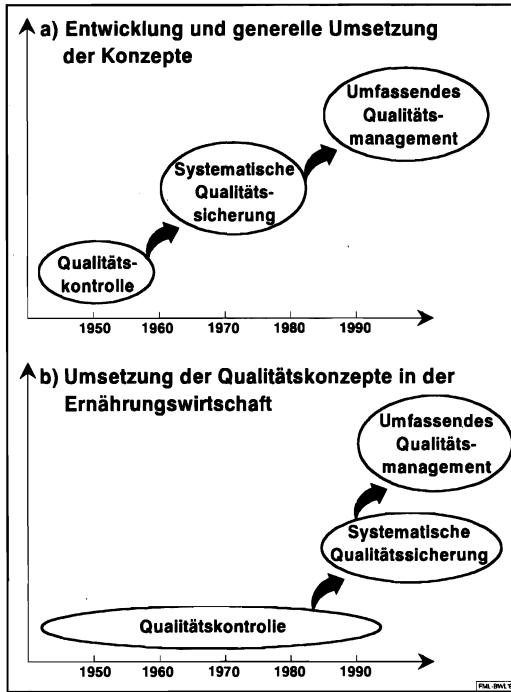 a) Entwicklung und generelle Umsetzung
der Konzepte
Umfassendes
Qualitäts-
management
Systematische
Qualitäts-
sicherung
Qualitäts-
kontrolle
1950 1960 1970 1980 1990
b) Umsetzung der Qualitätskonzepte in der
Ernährungswirtschaft
Umfassendes
Qualitäts-
management
Systematische
Qualitätssicherung
Qualitätskontrolle
1950 1960 1970 1980 1990